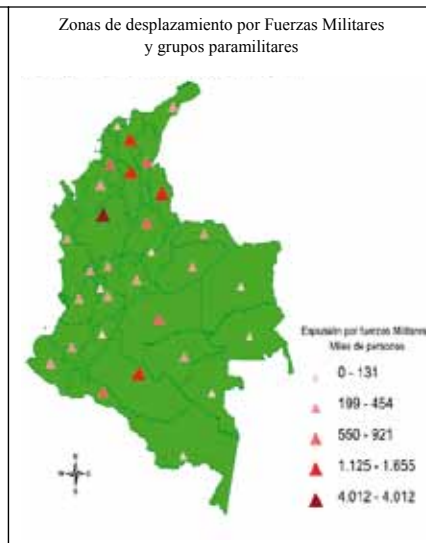 Zonas de desplazamiento por Fuerzas Militares
y grupos paramilitares
Expulsión por fuerzas Militares
Miles de personas
0 - 131
199 - 454
550 - 921
1.125 - 1.655
4.012 - 4.012